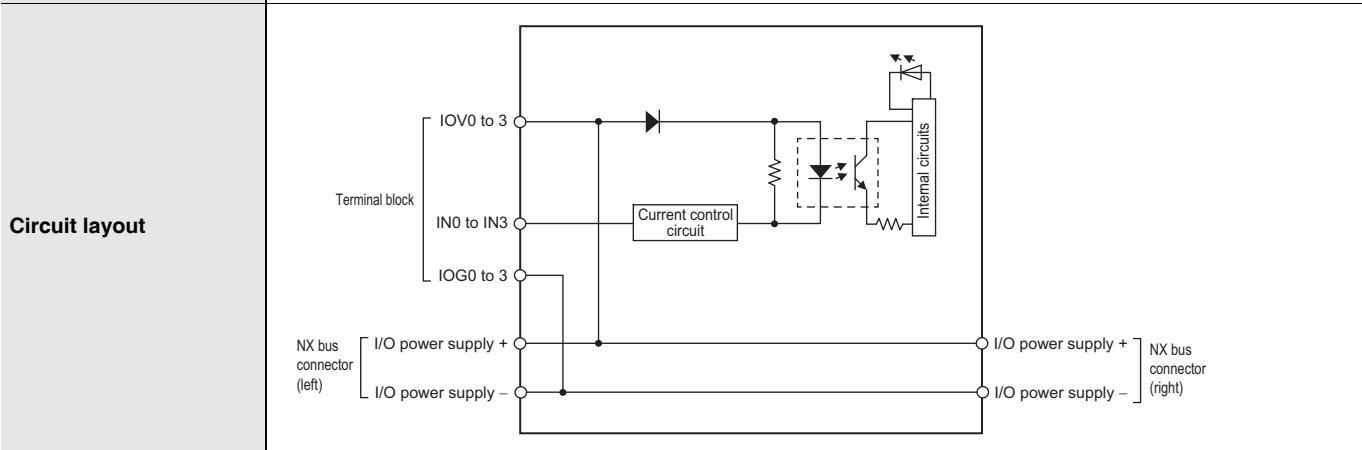 Circuit layout
Terminal block
IOV0 to 3
IN0 to IN3
IOG0 to 3
Current control
circuit
Internal circuits
NX bus
connector
(left)
I/O power supply +
I/O power supply –
I/O power supply +
I/O power supply –
NX bus
connector
(right)